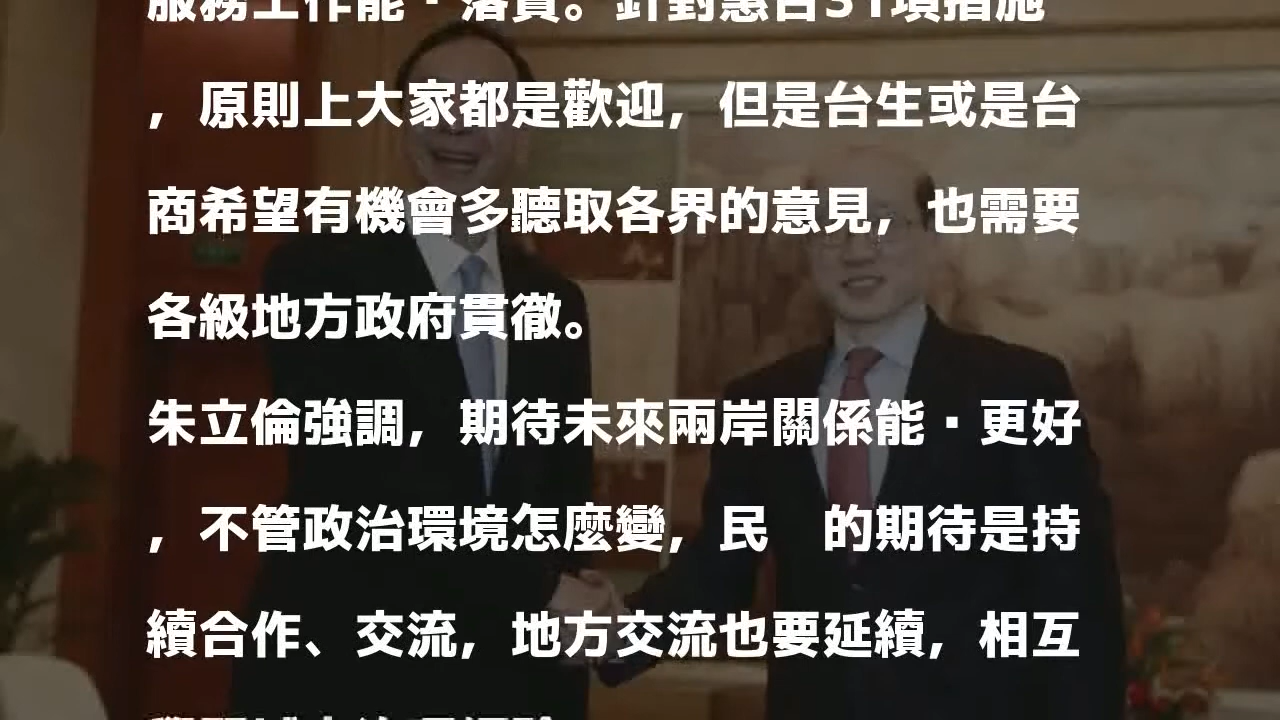 服務工作能·落實。針對惠台31項措施
，原則上大家都是歡迎，但是台生或是台
商希望有機會多聽取各界的意見，也需要
各級地方政府貫徹。
朱立倫強調，期待未來兩岸關係能·更好
，不管政治環境怎麼變，民　的期待是持
續合作、交流，地方交流也要延續，相互